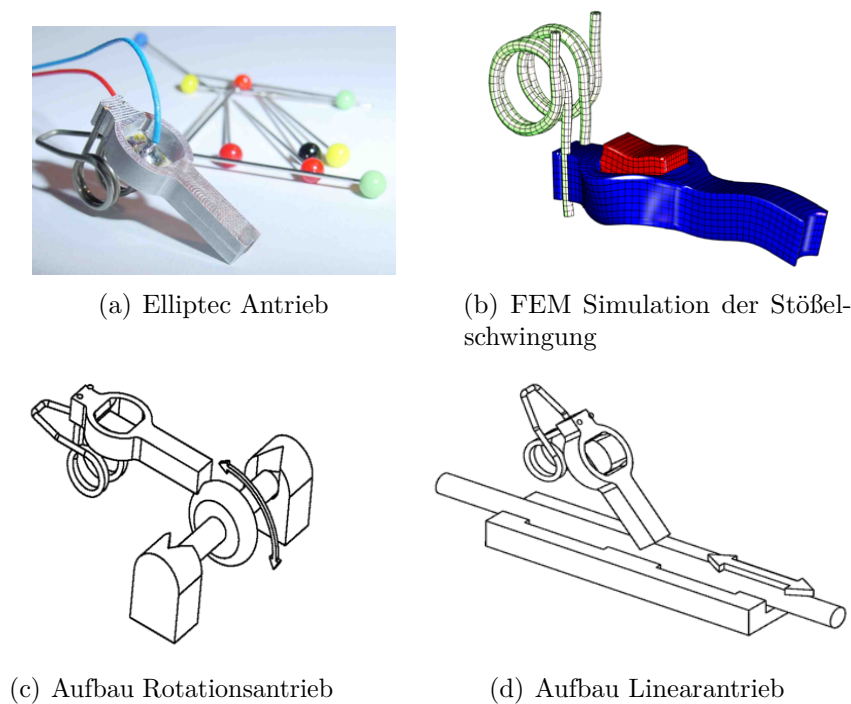 (a) Elliptec Antrieb
(b) FEM Simulation der Stößel-
schwingung
(c) Aufbau Rotationsantrieb
(d) Aufbau Linearantrieb